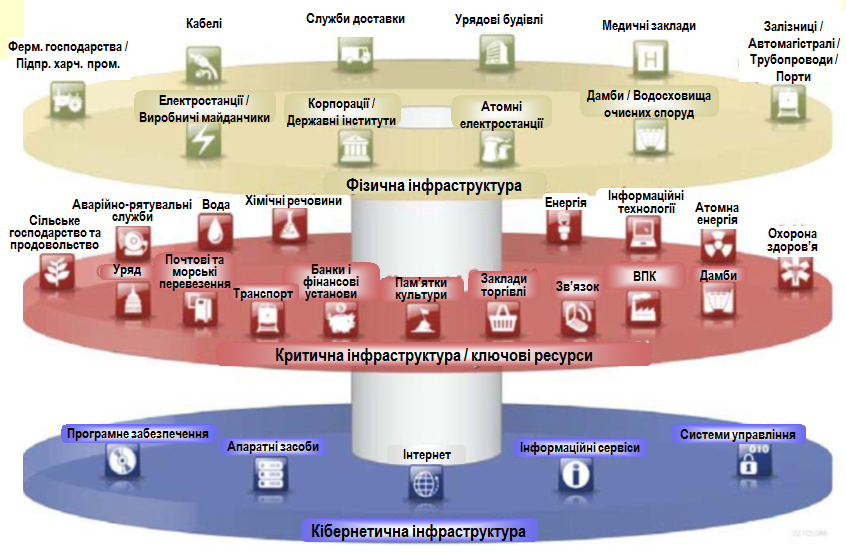 Кабелі
Служби доставки
Урядові будівлі
Медичні заклади
Залізниці /
Автомагістралі /
Трубопроводи /
Порти
Ферм. господарства /
Підпр. харч. пром.
Електростанції /
Виробничі майданчики
Корпорації /
Державні інститути
Атомні
електростанції
Дамби / Водосховища
очисних споруд
H
Фізична інфраструктура
Сільське
господарство та
продовольство
Аварійно-рятувальні
служби
Вода
Хімічні речовини
Енергія
Інформаційні
технології
Атомна
енергія
Охорона
здоров’я
Уряд
Почтові та
морські
перевезення
Транспорт
Банки і
фінансові
установи
Пам’ятки
культури
Заклади
торгівлі
Зв’язок
ВПК
Дамби
Критична інфраструктура / ключові ресурси
Програмне забезпечення
Апаратні засоби
Інтернет
Інформаційні сервіси
Системи управління
010
Кібернетична інфраструктура